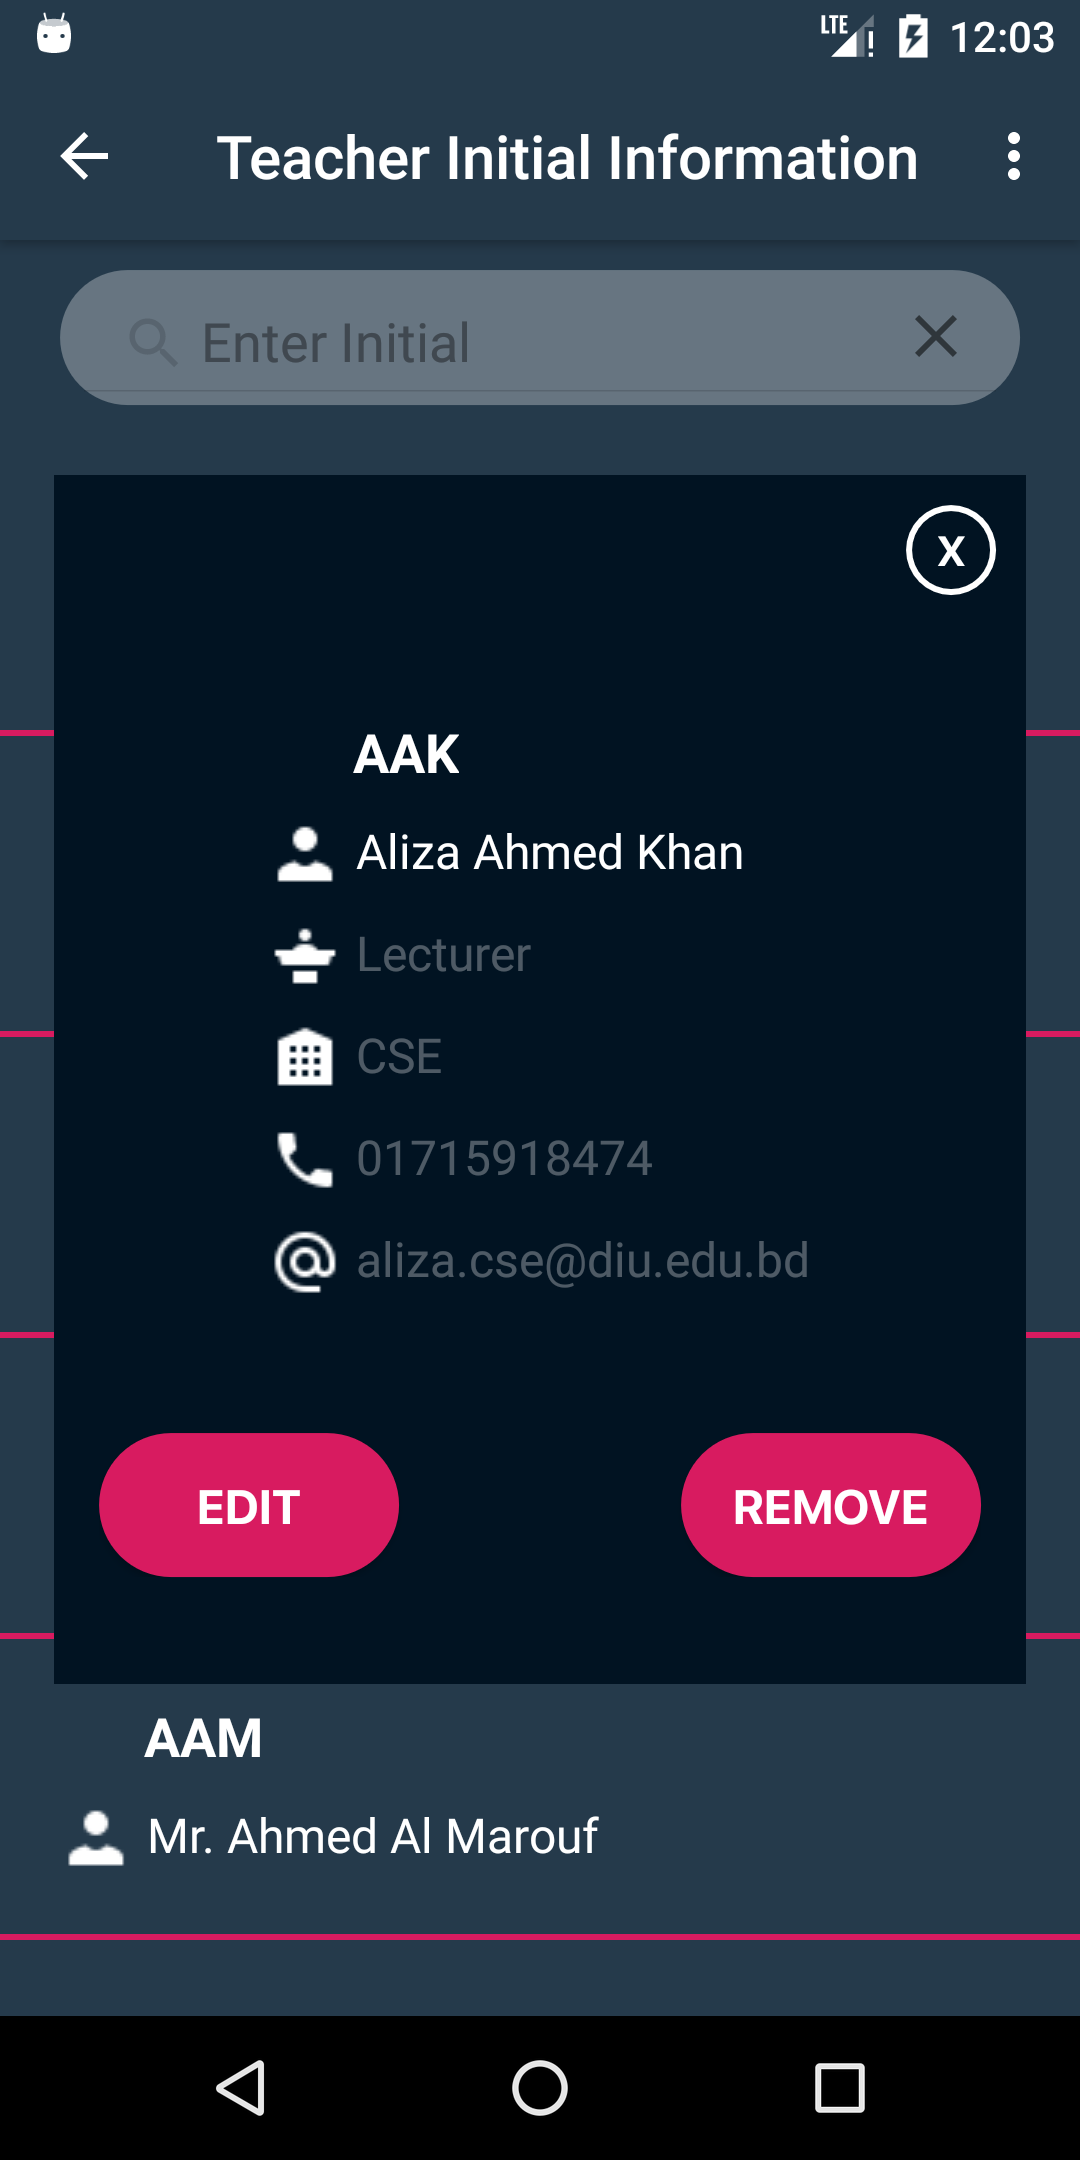 LTE 12:03
Teacher Initial Information
Enter Initial
X
AAK
Aliza Ahmed Khan
Lecturer
CSE
01715918474
aliza.cse@diu.edu.bd
EDIT REMOVE
AAM
Mr. Ahmed Al Marouf